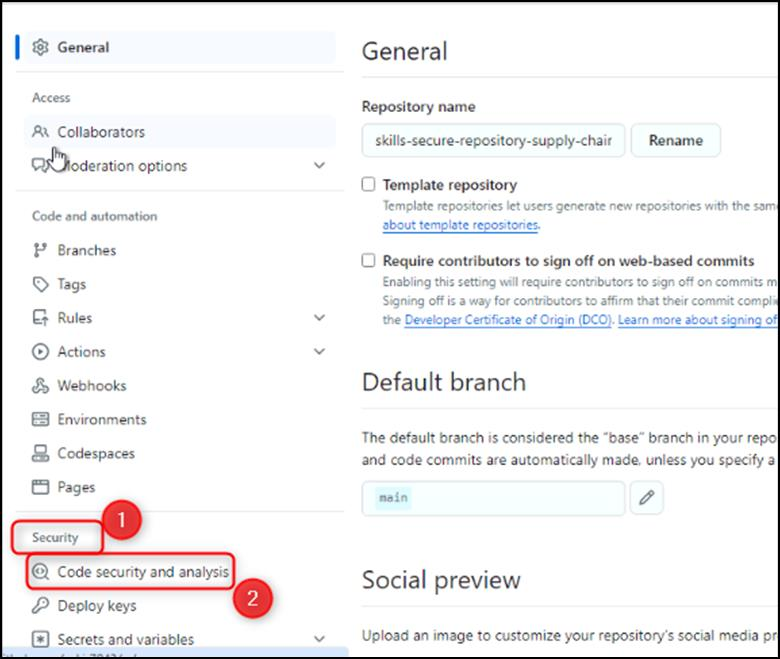 General
Access
Collaborators
Moderation options
Code and automation
Branches
Tags
Rules
Actions
Webhooks
Environments
Codespaces
Pages
Security
1
Code security and analysis
2
Deploy keys
Secrets and variables
General
Repository name
skills-secure-repository-supply-chair
Rename
Template repository
Template repositories let users generate new repositories with the same
about template repositories.
Require contributors to sign off on web-based commits
Enabling this setting will require contributors to sign off on commits m
Signing off is a way for contributors to affirm that their commit compli
the Developer Certificate of Origin (DCO). Learn more about signing of
Default branch
The default branch is considered the "base" branch in your repo
and code commits are automatically made, unless you specify a
main
Social preview
Upload an image to customize your repository's social media pr